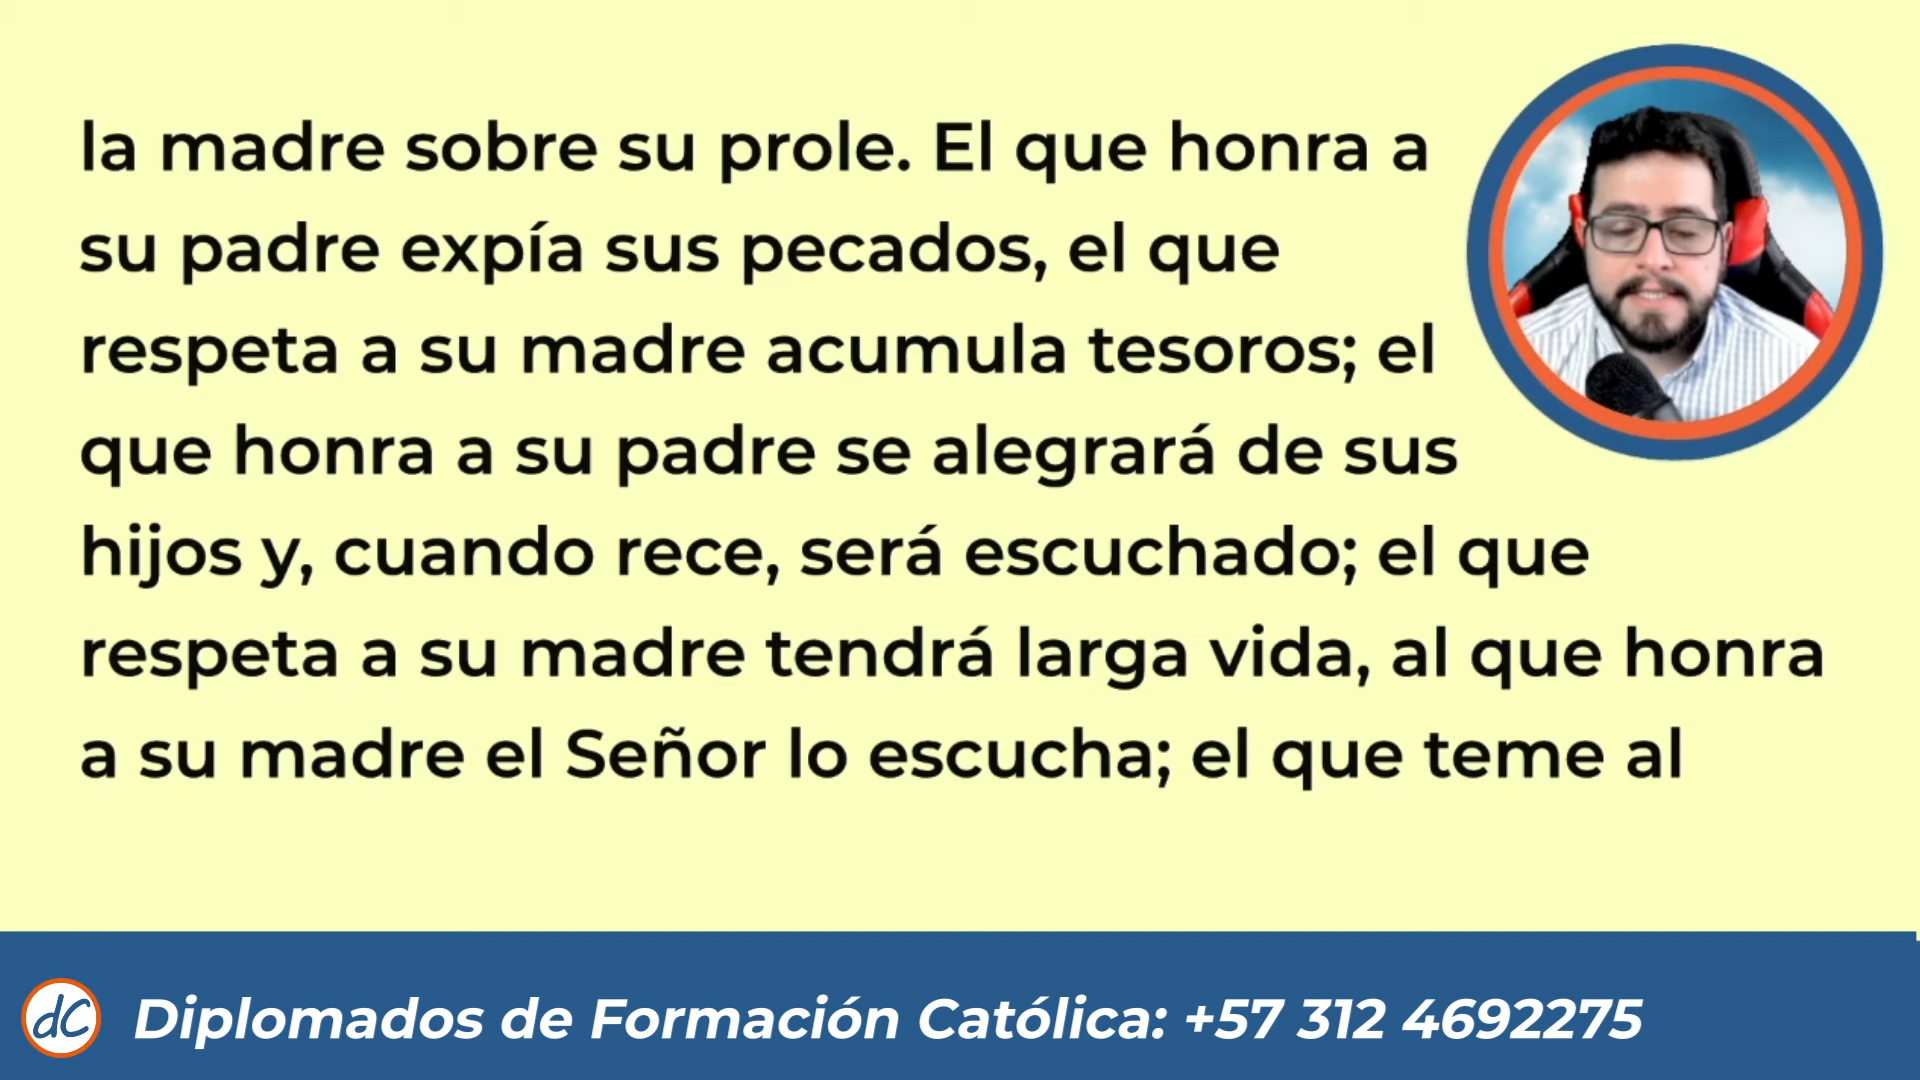 la madre sobre su prole. El que honra a
su padre expía sus pecados, el que
respeta a su madre acumula tesoros; el
que honra a su padre se alegrará de sus
hijos y, cuando rece, será escuchado; el que
respeta a su madre tendrá larga vida, al que honra
a su madre el Señor lo escucha; el que teme al
dC Diplomados de Formación Católica: +57 312 4692275